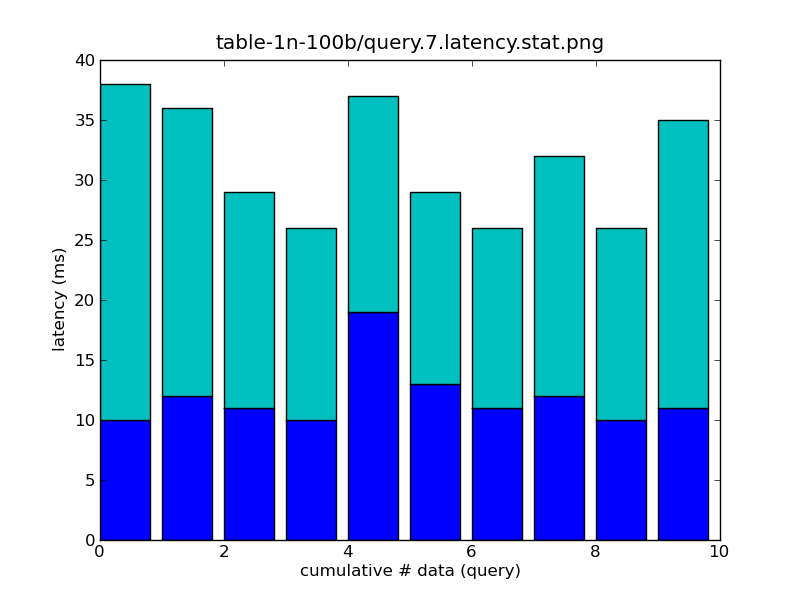 table-1n-100b/query.7.latency.stat.png
40
35
30
25
20
15
10
5
0
latency (ms)
0 2 4 6 8 10
cumulative # data (query)